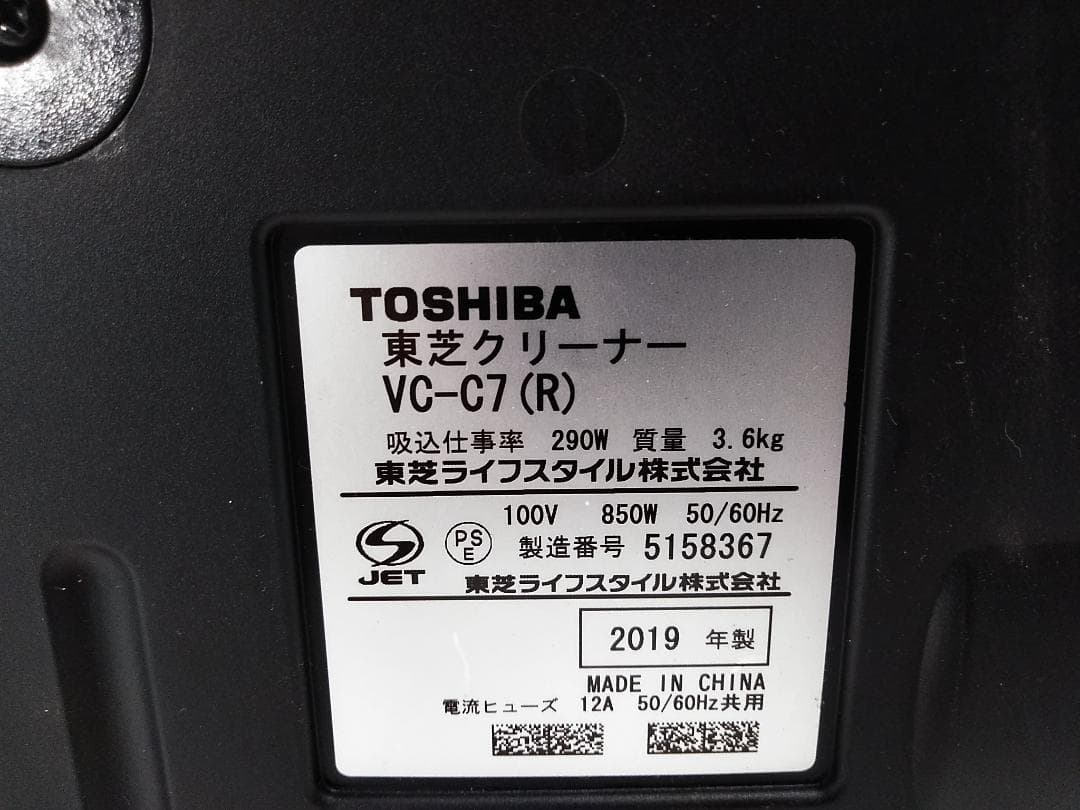 TOSHIBA
東芝クリーナー
VC-C7(R)
吸込仕事率 290W 質量 3.6kg
東芝ライフスタイル株式会社
100V 850W 50/60Hz
JET PS E 製造番号 5158367
東芝ライフスタイル株式会社
2019 年製
MADE IN CHINA
電流ヒューズ 12A 50/60Hz共用